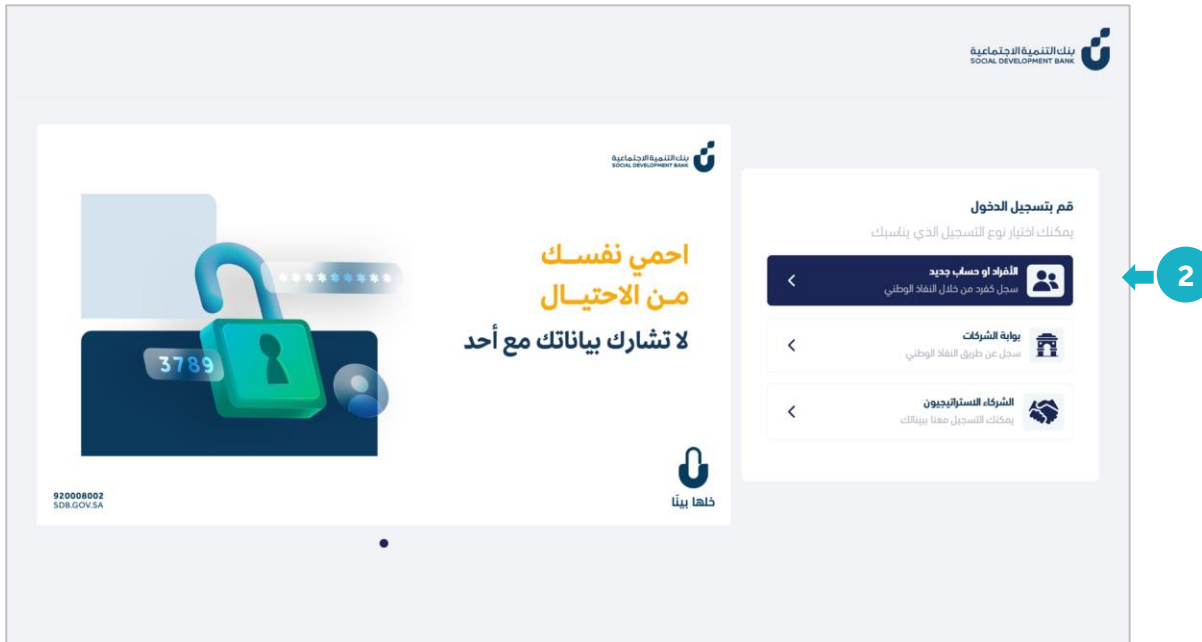 بنك التنمية الاجتماعية
SOCIAL DEVELOPMENT BANK
قم بتسجيل الدخول
يمكنك اختيار نوع التسجيل الذي يناسبك
الأفراد او حساب جديد
سجل كفرد من خلال النفاذ الوطني
2
بوابة الشركات
سجل عن طريق النفاذ الوطني
الشركاء الاستراتيجيون
يمكنك التسجيل معنا ببيناتك
بنك التنمية الاجتماعية
SOCIAL DEVELOPMENT BANK
احمي نفسـك
مـن الاحتيـال
لا تشارك بياناتك مع أحد
*********
3789
خلها بينّا
920008002
SDB.GOV.SA